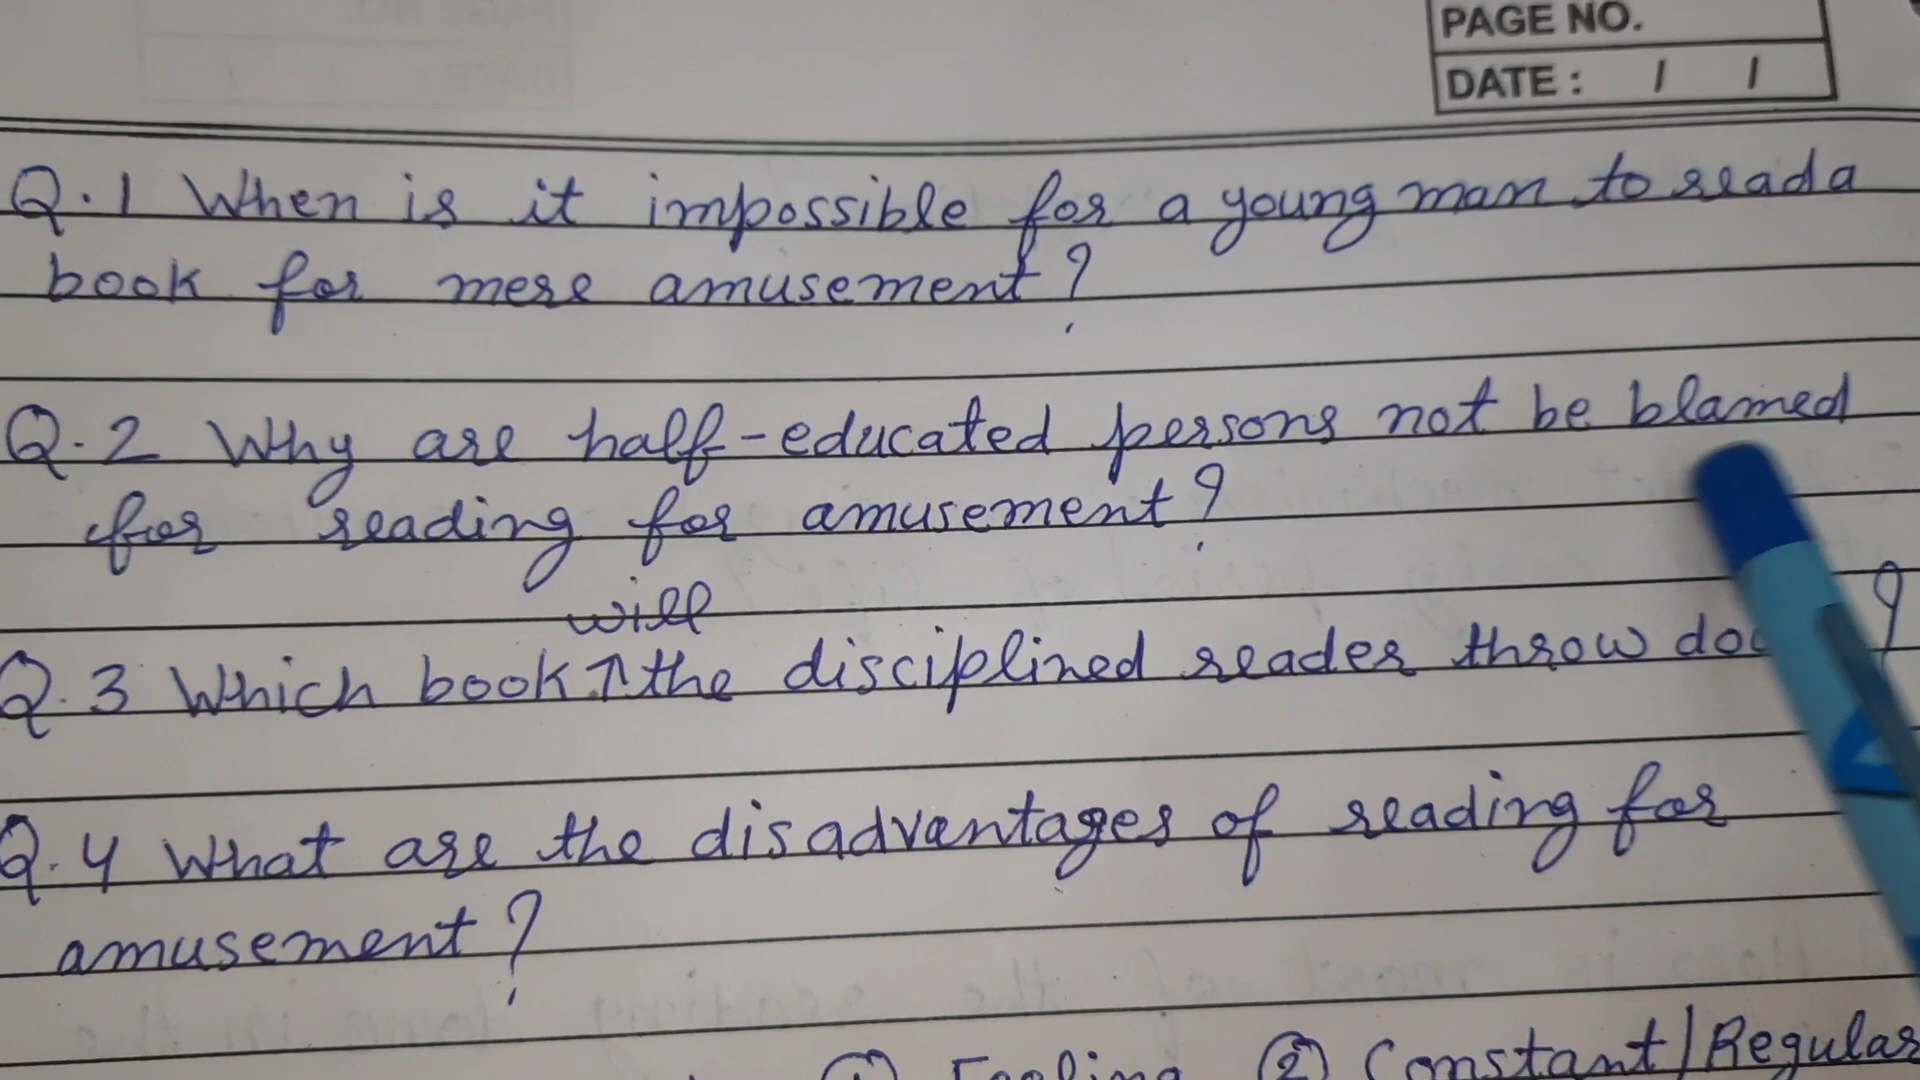 PAGE NO.
DATE : / /
Q.1 When is it impossible for a young man to read a
book for mere amusement?
Q.2 Why are half-educated persons not be blamed
for reading for amusement?
will
Q.3 Which book↑the disciplined reader throw ?
Q.4 What are the disadvantages of reading for
amusement?
① ② Constant/Regular